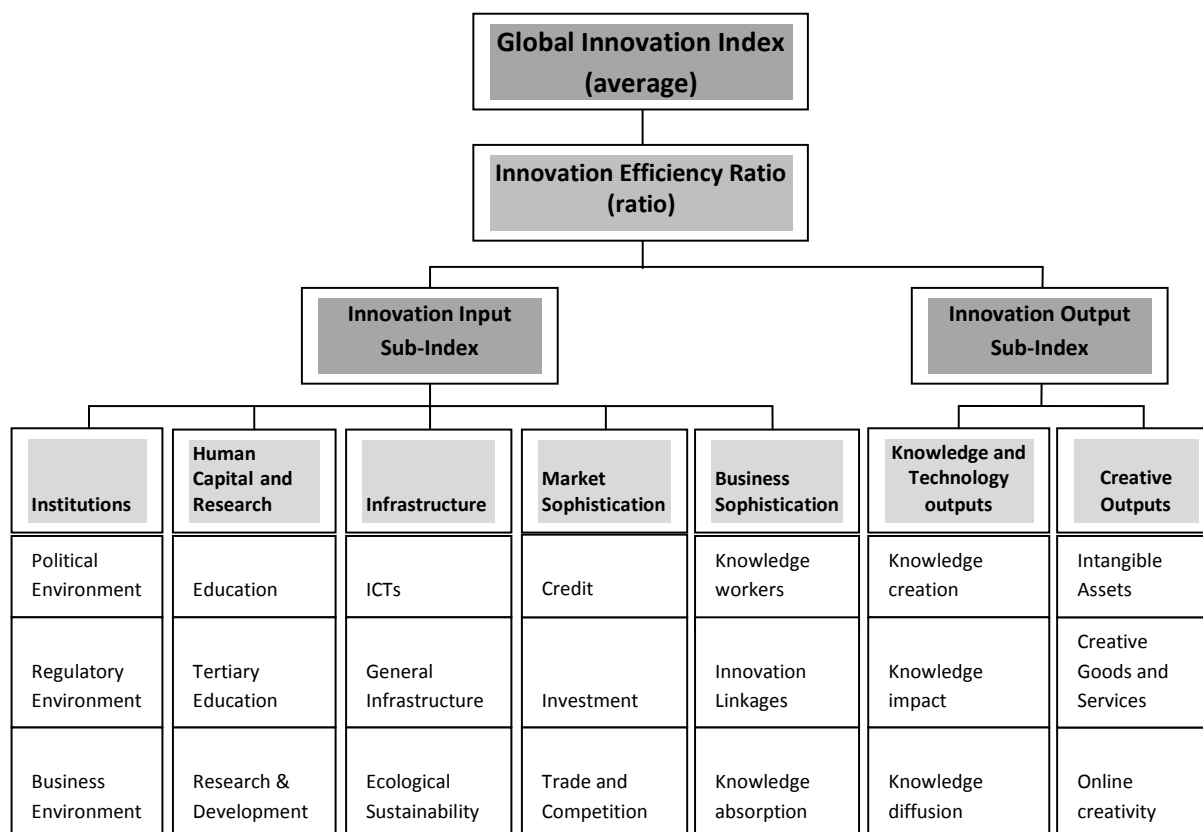 Global Innovation Index
(average)
Innovation Efficiency Ratio
(ratio)
Innovation Input
Sub-Index
Innovation Output
Sub-Index
Institutions
Human
Capital and
Research
Infrastructure
Market
Sophistication
Business
Sophistication
Knowledge and
Technology
outputs
Creative
Outputs
Political
Environment
Education
ICTs
Credit
Knowledge
workers
Knowledge
creation
Intangible
Assets
Regulatory
Environment
Tertiary
Education
General
Infrastructure
Investment
Innovation
Linkages
Knowledge
impact
Creative
Goods and
Services
Business
Environment
Research &
Development
Ecological
Sustainability
Trade and
Competition
Knowledge
absorption
Knowledge
diffusion
Online
creativity